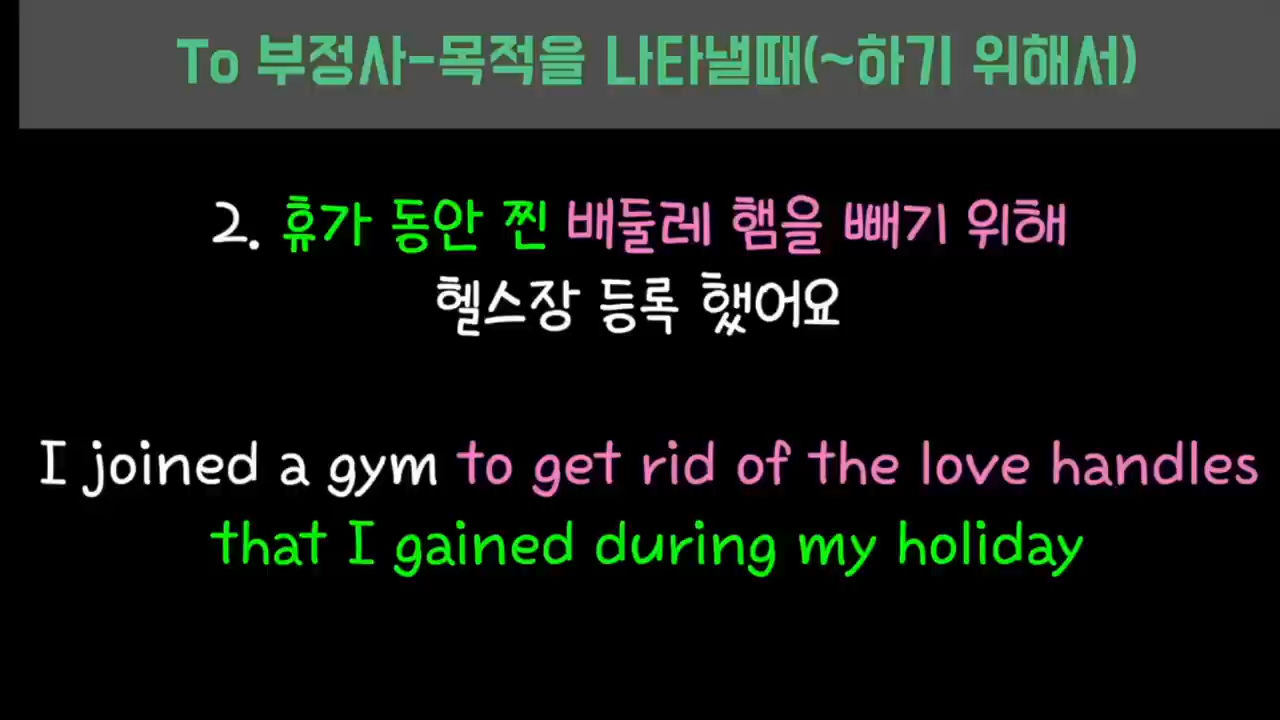 To 부정사-목적을 나타낼때(~하기 위해서)
2. 휴가 동안 찐 배둘레 햄을 빼기 위해
헬스장 등록 했어요
I joined a gym to get rid of the love handles
that I gained during my holiday